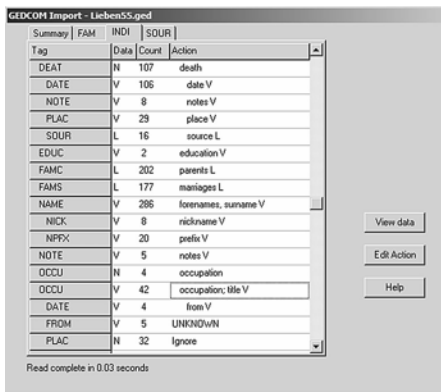 GEDCOM Import - Lieben55.ged
Summary FAM INDI SOUR
Tag Data Count Action
DEAT N 107 death
DATE V 106 date V
NOTE V 8 notes V
PLAC V 29 place V
SOUR L 16 source L
EDUC V 2 education V
FAMC L 202 parents L
FAMS L 177 marriages L
NAME V 286 forenames, surname V
NICK V 8 nickname V
NPFX V 20 prefix V
NOTE V 5 notes V
OCCU N 4 occupation
OCCU V 42 occupation; title V
DATE V 4 from V
FROM V 5 UNKNOWN
PLAC N 32 Ignore
View data
Edit Action
Help
Read complete in 0.03 seconds